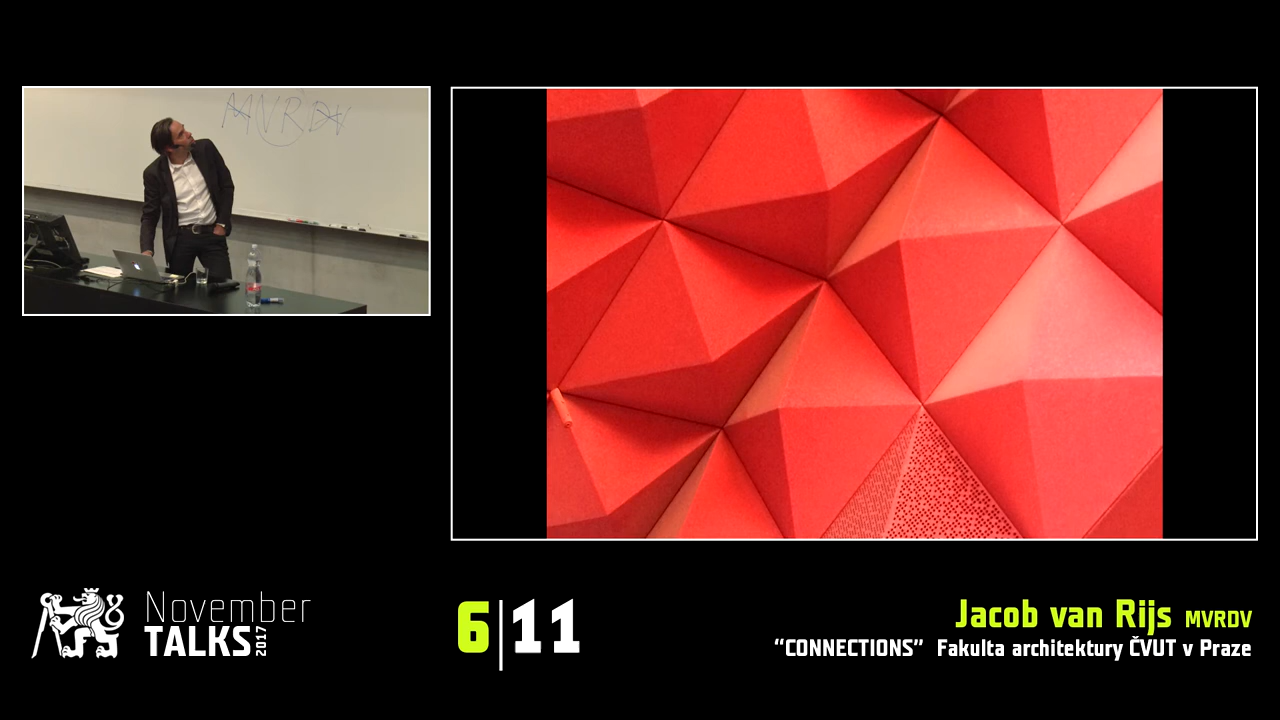 MVRDV
November
TALKS 2017
6|11
Jacob van Rijs MVRDV
“CONNECTIONS” Fakulta architektury ČVUT v Praze